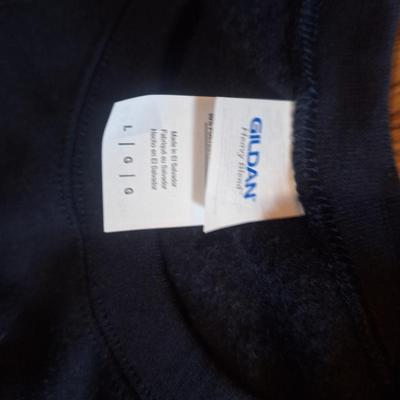 GILDAN®
Heavy Blend
Made in El Salvador
Fabriqué au Salvador
Hecho en El Salvador
L | G | G